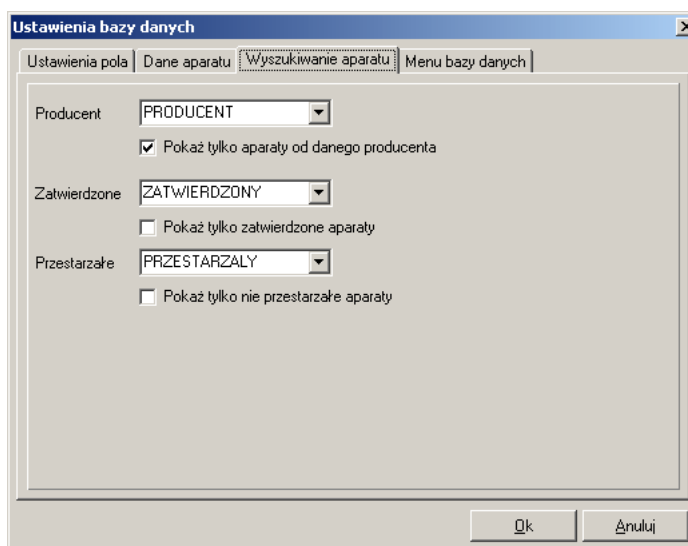 Ustawienia bazy danych
Ustawienia pola Dane aparatu Wyszukiwanie aparatu Menu bazy danych
Producent PRODUCENT
Pokaż tylko aparaty od danego producenta
Zatwierdzone ZATWIERDZONY
Pokaż tylko zatwierdzone aparaty
Przestarzałe PRZESTARZALY
Pokaż tylko nie przestarzałe aparaty
Ok Anuluj